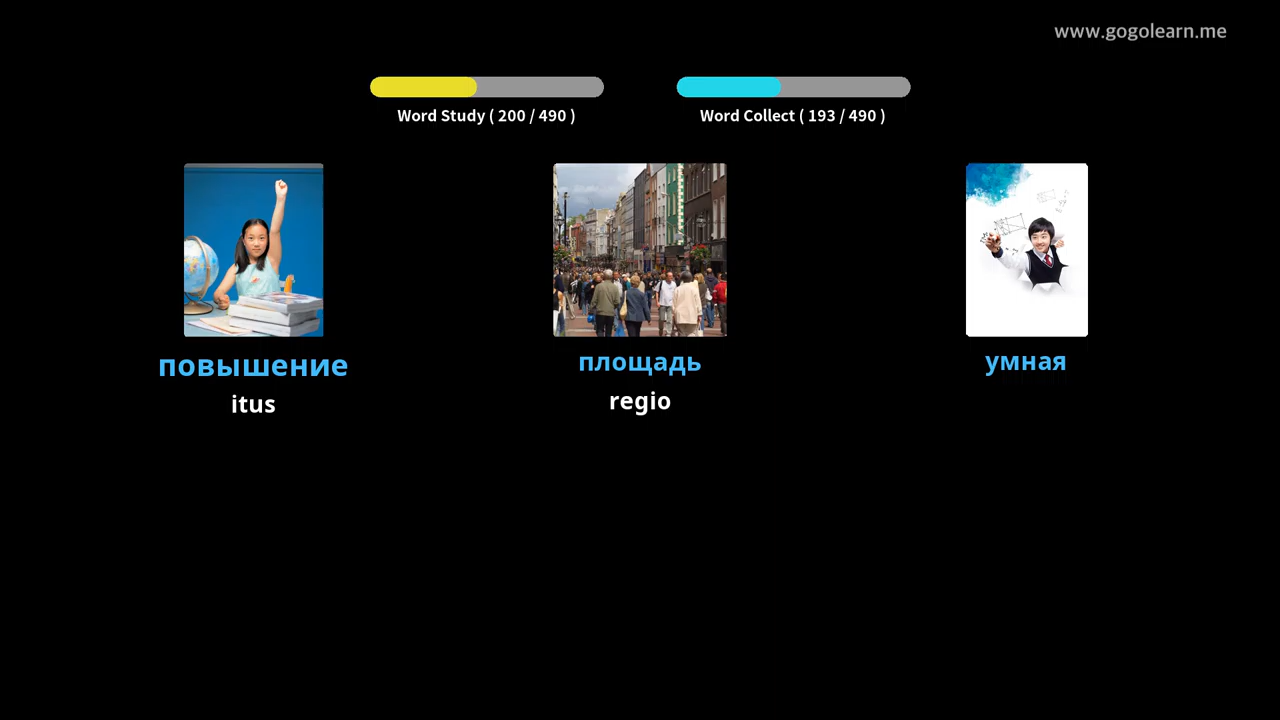 www.gogolearn.me
Word Study ( 200 / 490 )
Word Collect ( 193 / 490 )
повышение
площадь
умная
itus
regio